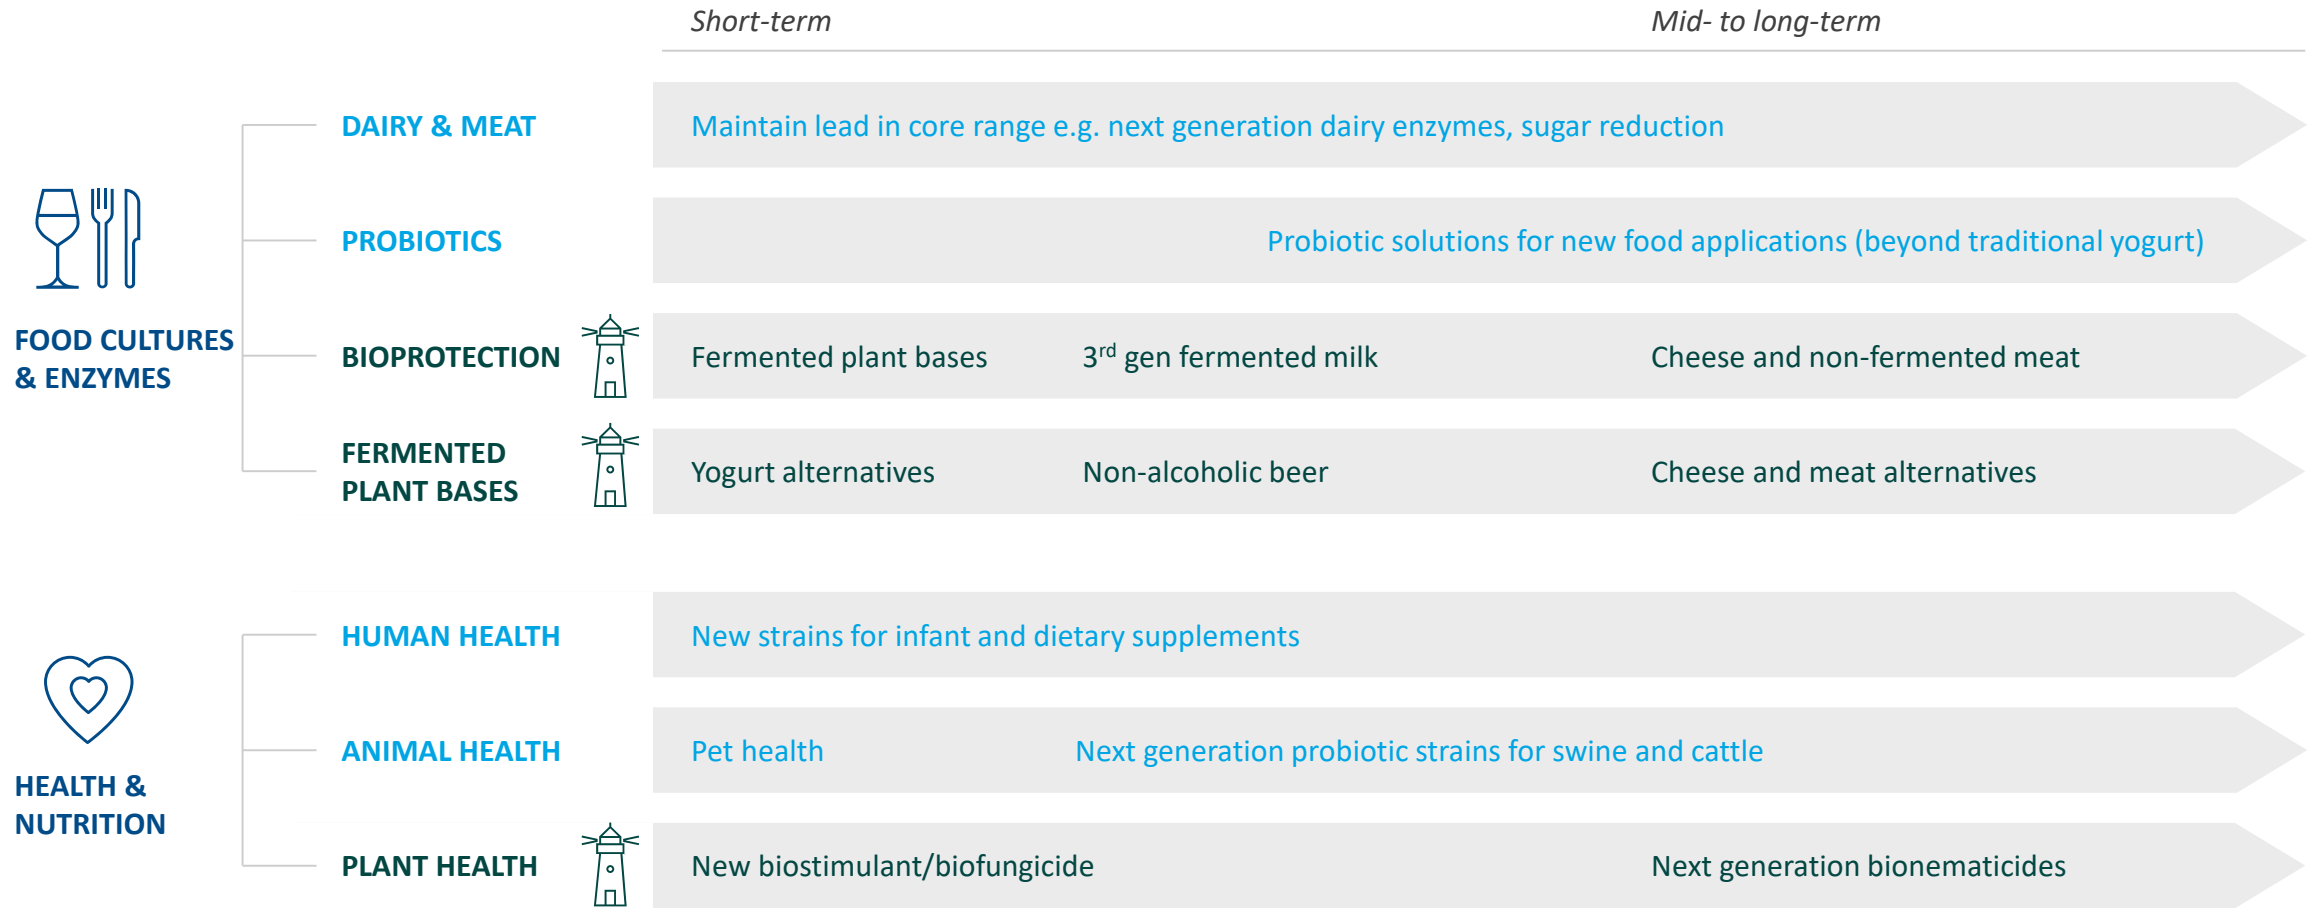 Short-term
Mid- to long-term
DAIRY & MEAT
Maintain lead in core range e.g. next generation dairy enzymes, sugar reduction
PROBIOTICS
Probiotic solutions for new food applications (beyond traditional yogurt)
FOOD CULTURES
& ENZYMES
BIOPROTECTION
Fermented plant bases
3rd gen fermented milk
Cheese and non-fermented meat
FERMENTED
PLANT BASES
Yogurt alternatives
Non-alcoholic beer
Cheese and meat alternatives
HUMAN HEALTH
New strains for infant and dietary supplements
HEALTH &
NUTRITION
ANIMAL HEALTH
Pet health
Next generation probiotic strains for swine and cattle
PLANT HEALTH
New biostimulant/biofungicide
Next generation bionematicides